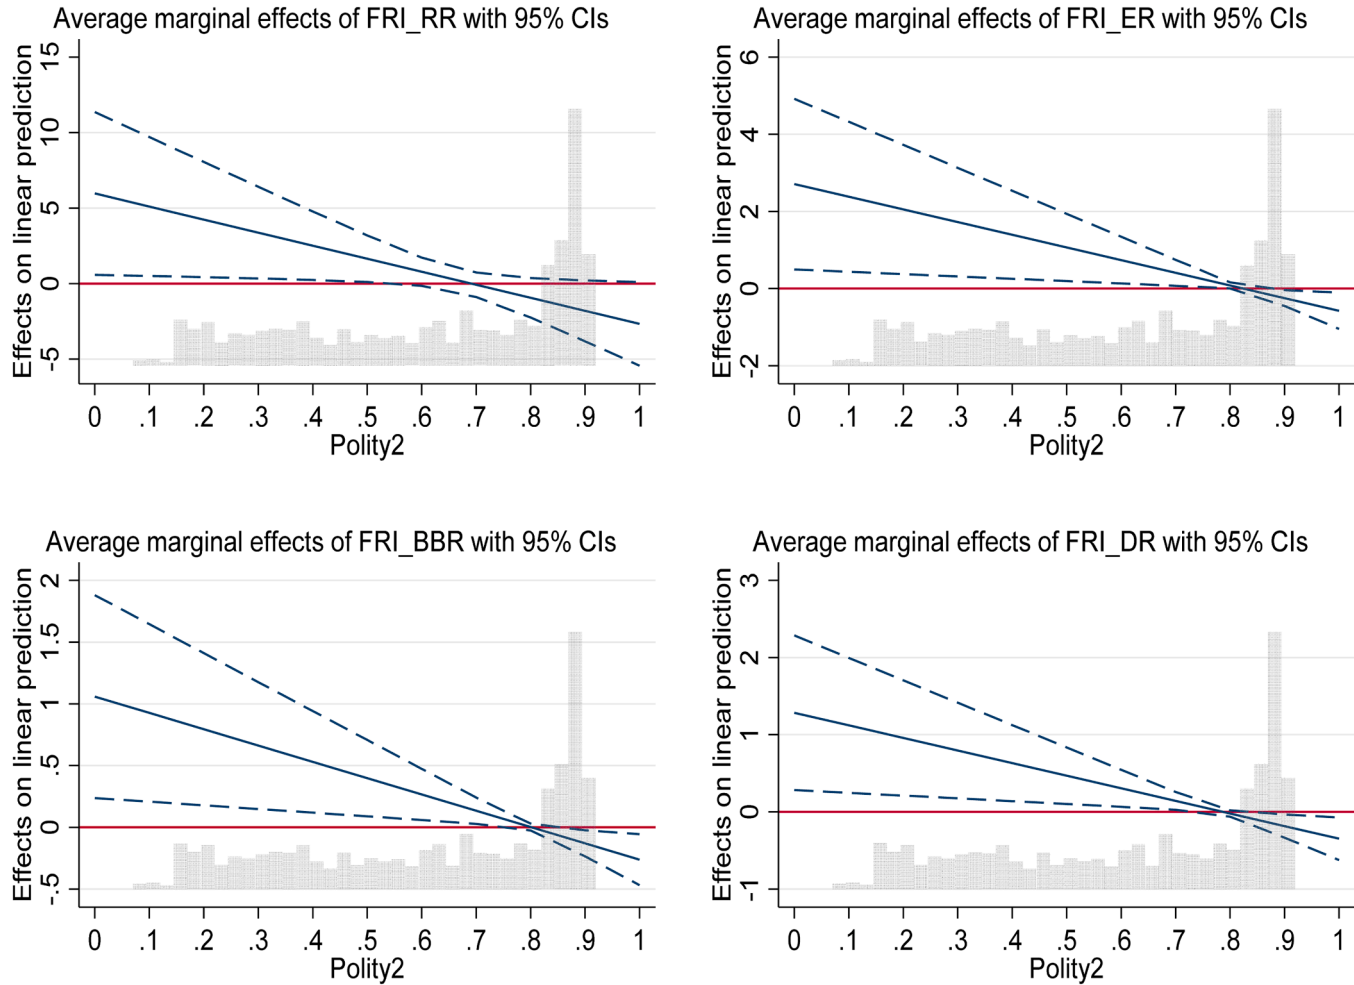 Average marginal effects of FRI_RR with 95% CIs
Effects on linear prediction
15
10
5
0
-5
0 .1 .2 .3 .4 .5 .6 .7 .8 .9 1
Polity2
Average marginal effects of FRI_ER with 95% CIs
Effects on linear prediction
6
4
2
0
-2
0 .1 .2 .3 .4 .5 .6 .7 .8 .9 1
Polity2
Average marginal effects of FRI_BBR with 95% CIs
Effects on linear prediction
2
1.5
1
.5
0
-.5
0 .1 .2 .3 .4 .5 .6 .7 .8 .9 1
Polity2
Average marginal effects of FRI_DR with 95% CIs
Effects on linear prediction
3
2
1
0
-1
0 .1 .2 .3 .4 .5 .6 .7 .8 .9 1
Polity2